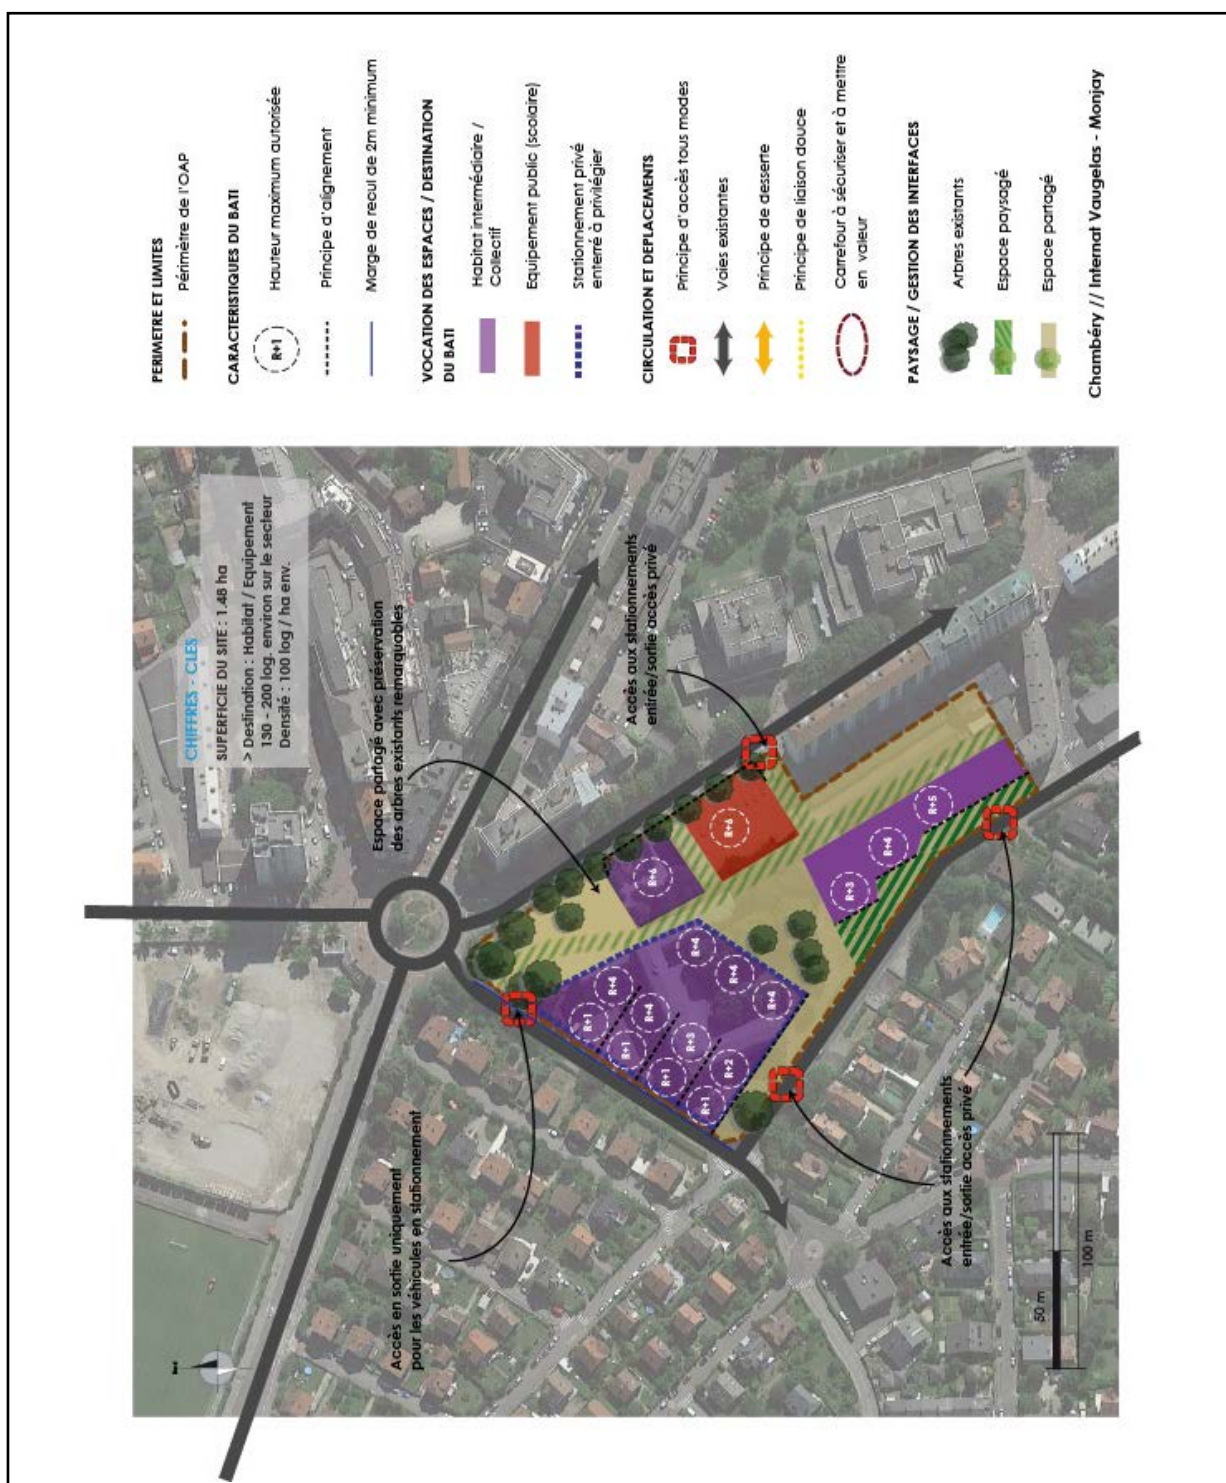 PERIMETRE ET LIMITES
Périmètre de l'OAP
CARACTERISTIQUES DU BATI
R+1
Hauteur maximum autorisée
Principe d'alignement
Marge de recul de 2m minimum
VOCATION DES ESPACES / DESTINATION
DU BATI
Habitat intermédiaire /
Collectif
Equipement public (scolaire)
Stationnement privé
enterré à privilégier
CIRCULATION ET DEPLACEMENTS
Principe d'accès tous modes
Voies existantes
Principe de desserte
Principe de liaison douce
Carrefour à sécuriser et à mettre
en valeur
PAYSAGE / GESTION DES INTERFACES
Arbres existants
Espace paysagé
Espace partagé
Chambéry // Internat Vaugelas - Monjay
CHIFFRES - CLES
SUPERFICIE DU SITE : 1.48 ha
> Destination : Habitat / Equipement
130 - 200 log. environ sur le secteur
Densité : 100 log / ha env.
Espace partagé avec préservation
des arbres existants remarquables
Accès aux stationnements
entrée/sortie accès privé
Accès en sortie uniquement
pour les véhicules en stationnement
Accès aux stationnements
entrée/sortie accès privé
R+6
R+6
R+1
R+4
R+4
R+1
R+4
R+4
R+1
R+3
R+4
R+1
R+2
R+3
R+4
R+5
50 m
100 m